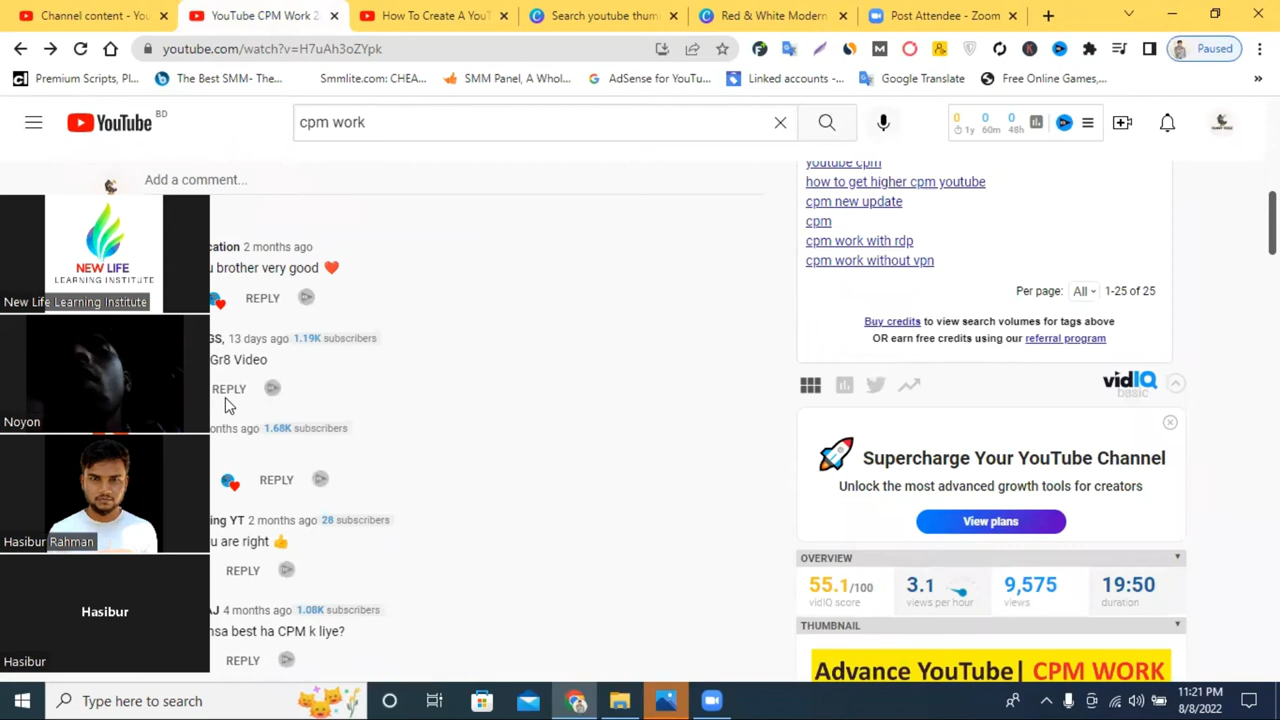 Channel content - You
YouTube CPM Work 2
How To Create A YouT
Search youtube thum
Red & White Modern
Post Attendee - Zoom
youtube.com/watch?v=H7uAh3oZYpk
Paused
Premium Scripts, Pl...
The Best SMM- The...
Smmlite.com: CHEA...
SMM Panel, A Whol...
AdSense for YouTu...
Linked accounts -...
Google Translate
Free Online Games,...
YouTube BD
cpm work
0 0 0
1y 60m 48h
Add a comment...
youtube cpm
how to get higher cpm youtube
cpm new update
cpm
cpm work with rdp
cpm work without vpn
Per page: All 1-25 of 25
Buy credits to view search volumes for tags above
OR earn free credits using our referral program
NEW LIFE
LEARNING INSTITUTE
New Life Learning Institute
Noyon
Hasibur Rahman
Hasibur
Hasibur
cation 2 months ago
u brother very good
REPLY
GS, 13 days ago 1.19K subscribers
Gr8 Video
REPLY
onths ago 1.68K subscribers
REPLY
ing YT 2 months ago 28 subscribers
u are right
REPLY
AJ 4 months ago 1.08K subscribers
nsa best ha CPM k liye?
REPLY
vidIQ
basic
Supercharge Your YouTube Channel
Unlock the most advanced growth tools for creators
View plans
OVERVIEW
55.1/100
vidIQ score
3.1
views per hour
9,575
views
19:50
duration
THUMBNAIL
Advance YouTube| CPM WORK
Type here to search
11:21 PM
8/8/2022